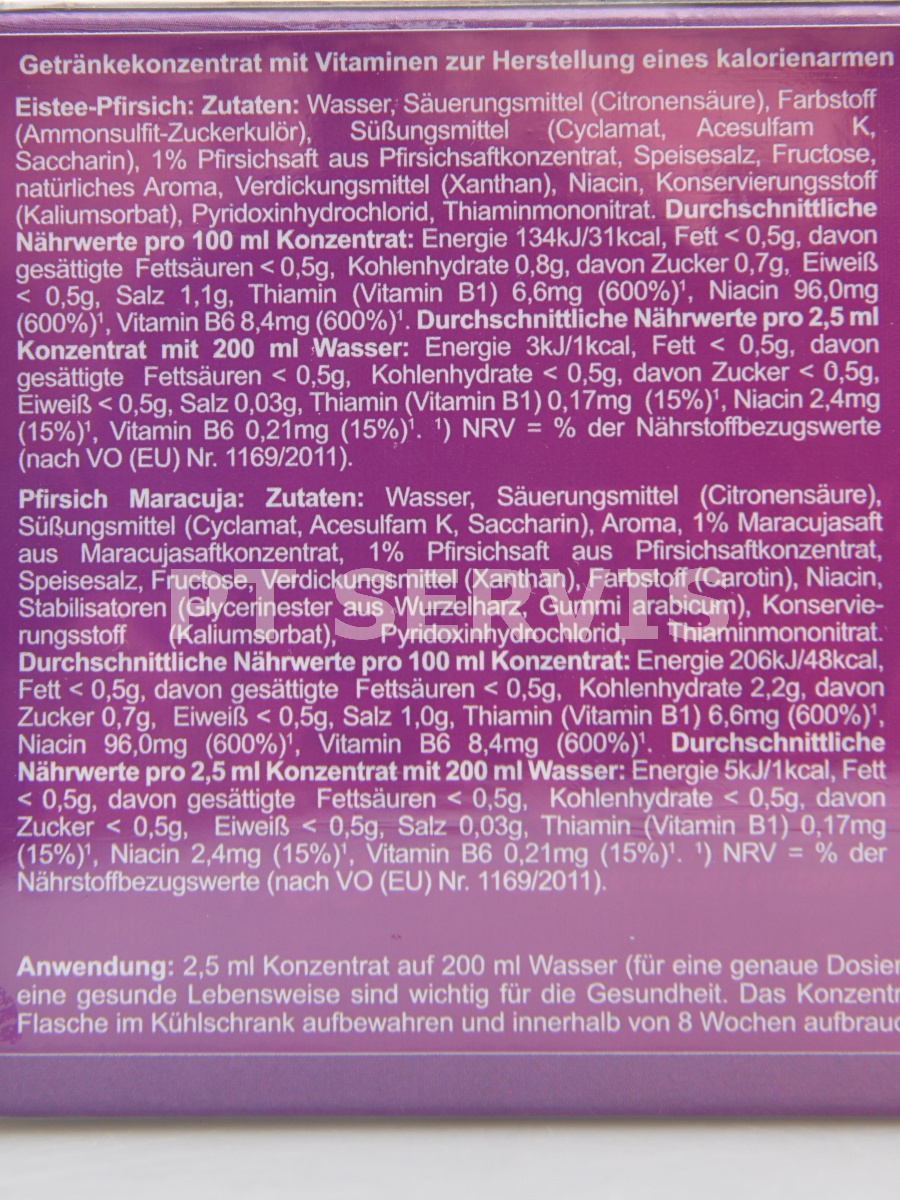 Getränkekonzentrat mit Vitaminen zur Herstellung eines kalorienarmen
Eistee-Pfirsich: Zutaten: Wasser, Säuerungsmittel (Citronensäure), Farbstoff
(Ammonsulfit-Zuckerkulör), Süßungsmittel (Cyclamat, Acesulfam K,
Saccharin), 1% Pfirsichsaft aus Pfirsichsaftkonzentrat, Speisesalz, Fructose,
natürliches Aroma, Verdickungsmittel (Xanthan), Niacin, Konservierungsstoff
(Kaliumsorbat), Pyridoxinhydrochlorid, Thiaminmononitrat. Durchschnittliche
Nährwerte pro 100 ml Konzentrat: Energie 134kJ/31kcal, Fett < 0,5g, davon
gesättigte Fettsäuren < 0,5g, Kohlenhydrate 0,8g, davon Zucker 0,7g, Eiweiß
< 0,5g, Salz 1,1g, Thiamin (Vitamin B1) 6,6mg (600%)¹, Niacin 96,0mg
(600%)¹, Vitamin B6 8,4mg (600%)¹. Durchschnittliche Nährwerte pro 2,5 ml
Konzentrat mit 200 ml Wasser: Energie 3kJ/1kcal, Fett < 0,5g, davon
gesättigte Fettsäuren < 0,5g, Kohlenhydrate < 0,5g, davon Zucker < 0,5g,
Eiweiß < 0,5g, Salz 0,03g, Thiamin (Vitamin B1) 0,17mg (15%)¹, Niacin 2,4mg
(15%)¹, Vitamin B6 0,21mg (15%)¹. ¹) NRV = % der Nährstoffbezugswerte
(nach VO (EU) Nr. 1169/2011).
Pfirsich Maracuja: Zutaten: Wasser, Säuerungsmittel (Citronensäure),
Süßungsmittel (Cyclamat, Acesulfam K, Saccharin), Aroma, 1% Maracujasaft
aus Maracujasaftkonzentrat, 1% Pfirsichsaft aus Pfirsichsaftkonzentrat,
Speisesalz, Fructose, Verdickungsmittel (Xanthan), Farbstoff (Carotin), Niacin,
Stabilisatoren (Glycerinester aus Wurzelharz, Gummi arabicum), Konservie-
rungsstoff (Kaliumsorbat), Pyridoxinhydrochlorid, Thiaminmononitrat.
PT SERVIS
Durchschnittliche Nährwerte pro 100 ml Konzentrat: Energie 206kJ/48kcal,
Fett < 0,5g, davon gesättigte Fettsäuren < 0,5g, Kohlenhydrate 2,2g, davon
Zucker 0,7g, Eiweiß < 0,5g, Salz 1,0g, Thiamin (Vitamin B1) 6,6mg (600%)¹,
Niacin 96,0mg (600%)¹, Vitamin B6 8,4mg (600%)¹. Durchschnittliche
Nährwerte pro 2,5 ml Konzentrat mit 200 ml Wasser: Energie 5kJ/1kcal, Fett
< 0,5g, davon gesättigte Fettsäuren < 0,5g, Kohlenhydrate < 0,5g, davon
Zucker < 0,5g, Eiweiß < 0,5g, Salz 0,03g, Thiamin (Vitamin B1) 0,17mg
(15%)¹, Niacin 2,4mg (15%)¹, Vitamin B6 0,21mg (15%)¹. ¹) NRV = % der
Nährstoffbezugswerte (nach VO (EU) Nr. 1169/2011).
Anwendung: 2,5 ml Konzentrat auf 200 ml Wasser (für eine genaue Dosier
eine gesunde Lebensweise sind wichtig für die Gesundheit. Das Konzentr
Flasche im Kühlschrank aufbewahren und innerhalb von 8 Wochen aufbrauc